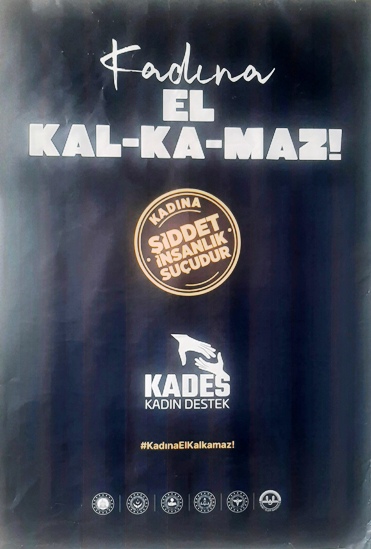 Kadına
EL
KAL-KA-MAZ!
KADINA
ŞİDDET
İNSANLIK
SUÇUDUR
KADES
KADIN DESTEK
#KadınaElKalkamaz!